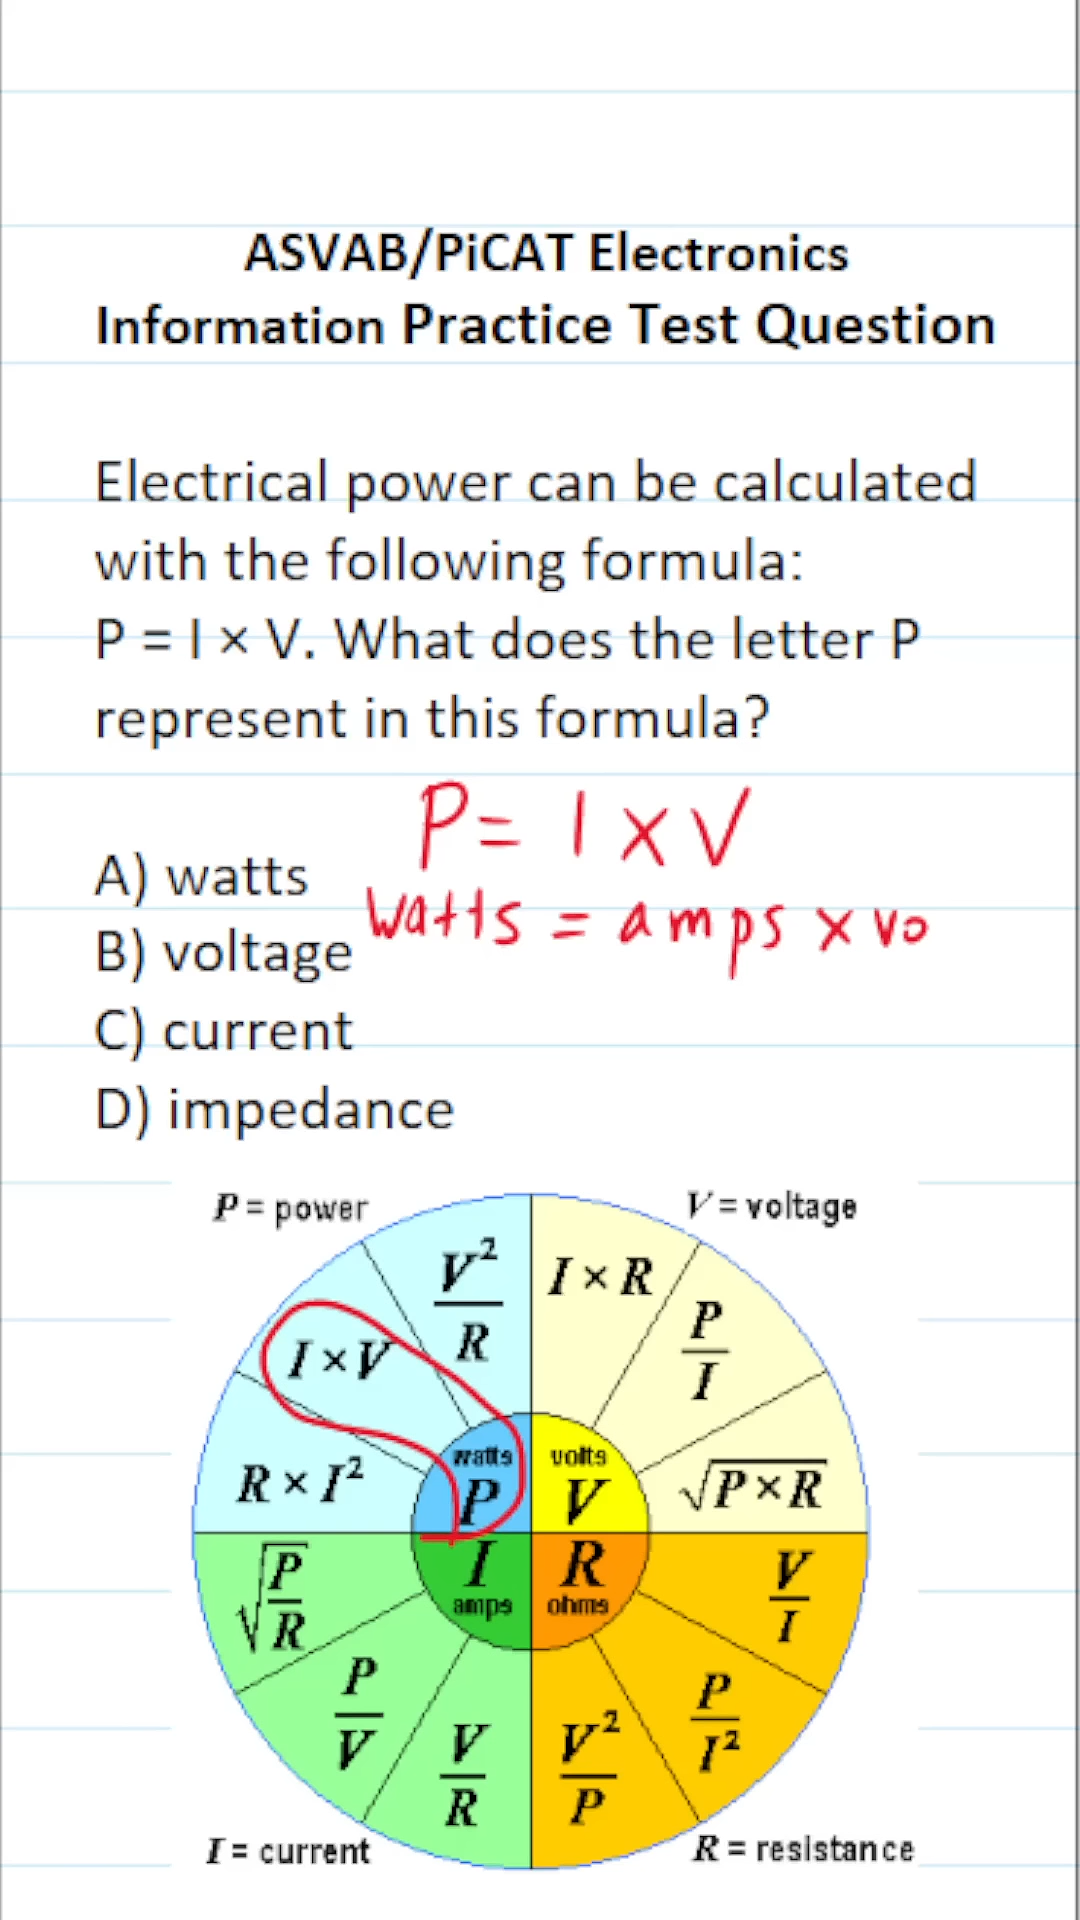 ASVAB/PiCAT Electronics
Information Practice Test Question
Electrical power can be calculated
with the following formula:
P = I × V. What does the letter P
represent in this formula?
P = I × V
A) watts
watts = amps × vo
B) voltage
C) current
D) impedance
P = power
V = voltage
V²
R
I × R
I × V
P
I
R × I²
watts
P
volts
V
√P × R
√P
R
I
amps
R
ohms
V
I
P
V
V
R
V²
P
P
I²
I = current
R = resistance